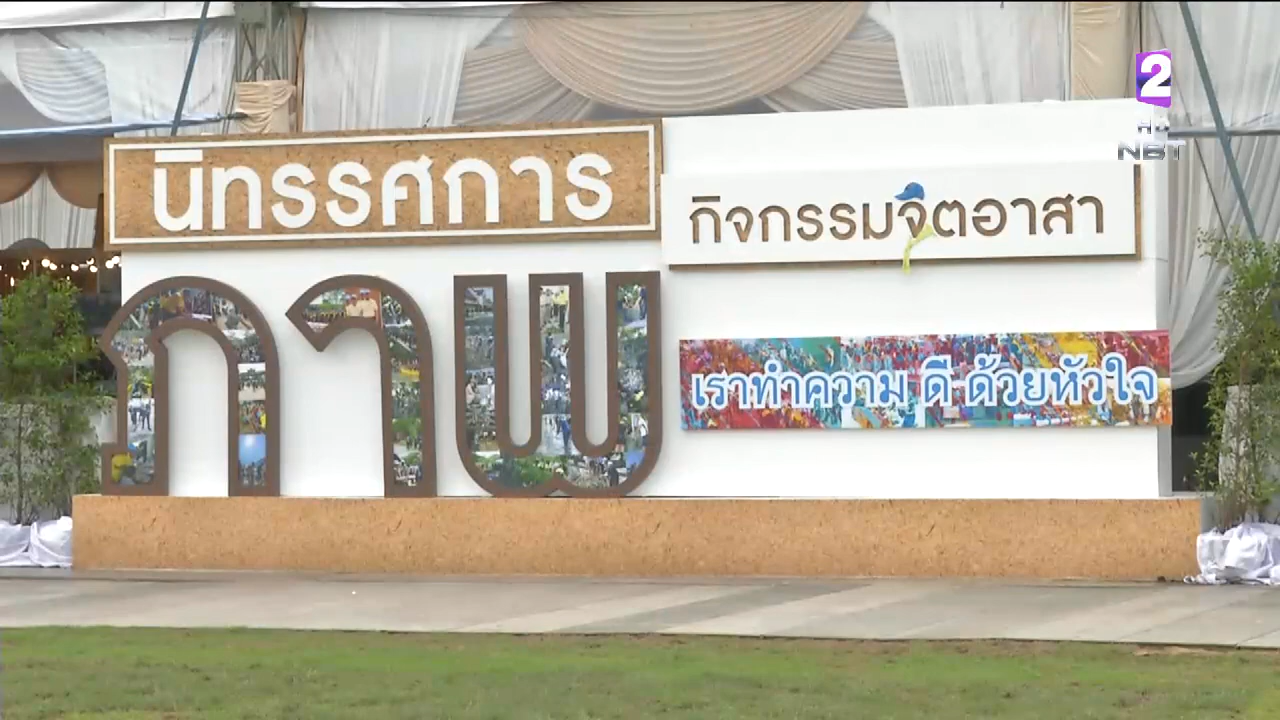 นิทรรศการ
ภาพ
กิจกรรมจิตอาสา
เราทำความ ดี ด้วยหัวใจ
2
HD
NBT